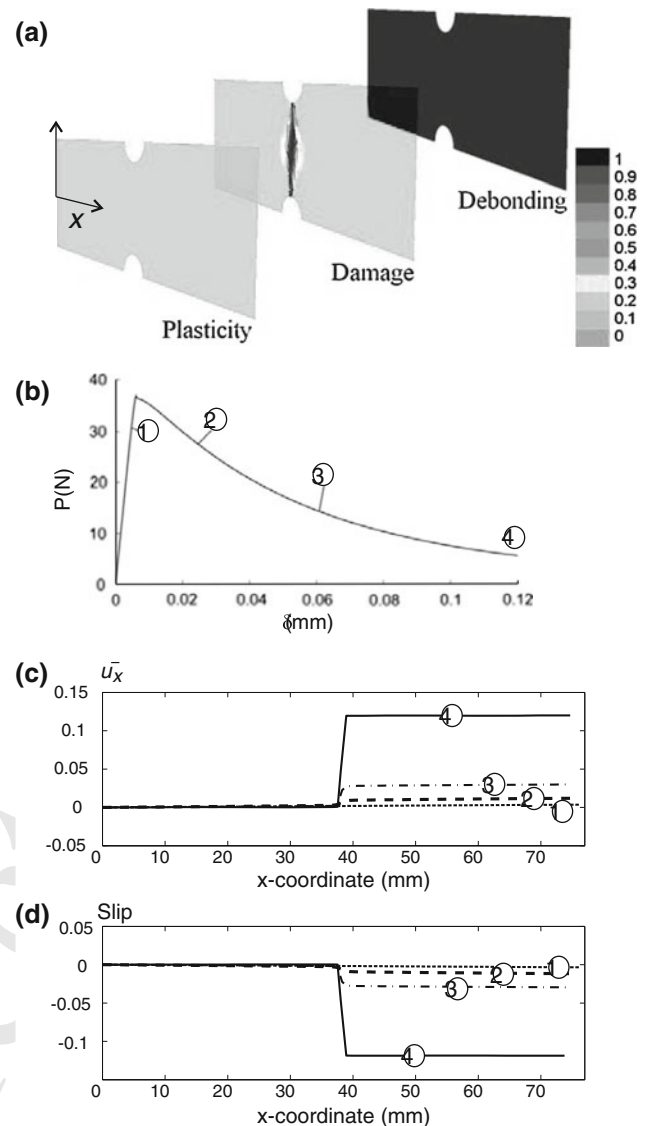 (a)
x
Plasticity
Damage
Debonding
1
0.9
0.8
0.7
0.6
0.5
0.4
0.3
0.2
0.1
0
(b)
P(N)
40
30
20
10
0
1
2
3
4
0 0.02 0.04 0.06 0.08 0.1 0.12
δ(mm)
(c)
u̅x
0.15
0.1
0.05
0
-0.05
4
3
2
1
0 10 20 30 40 50 60 70
x-coordinate (mm)
(d)
Slip
0.05
0
-0.05
-0.1
1
2
3
4
0 10 20 30 40 50 60 70
x-coordinate (mm)